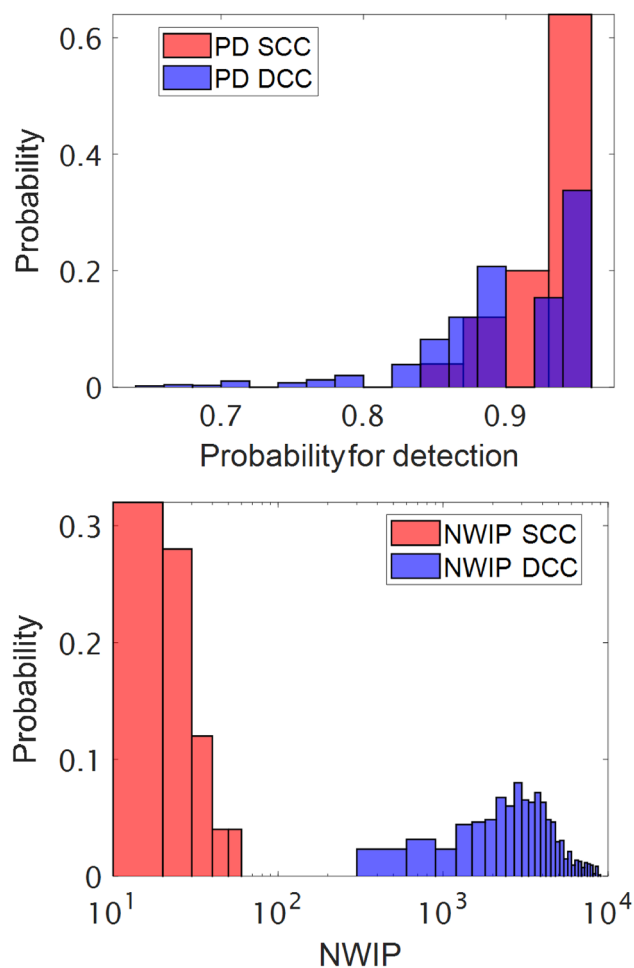 0.6
PD SCC
PD DCC
0.4
Probability
0.2
0
0.7 0.8 0.9
Probability for detection
0.3
NWIP SCC
NWIP DCC
0.2
Probability
0.1
0
10^1 10^2 10^3 10^4
NWIP